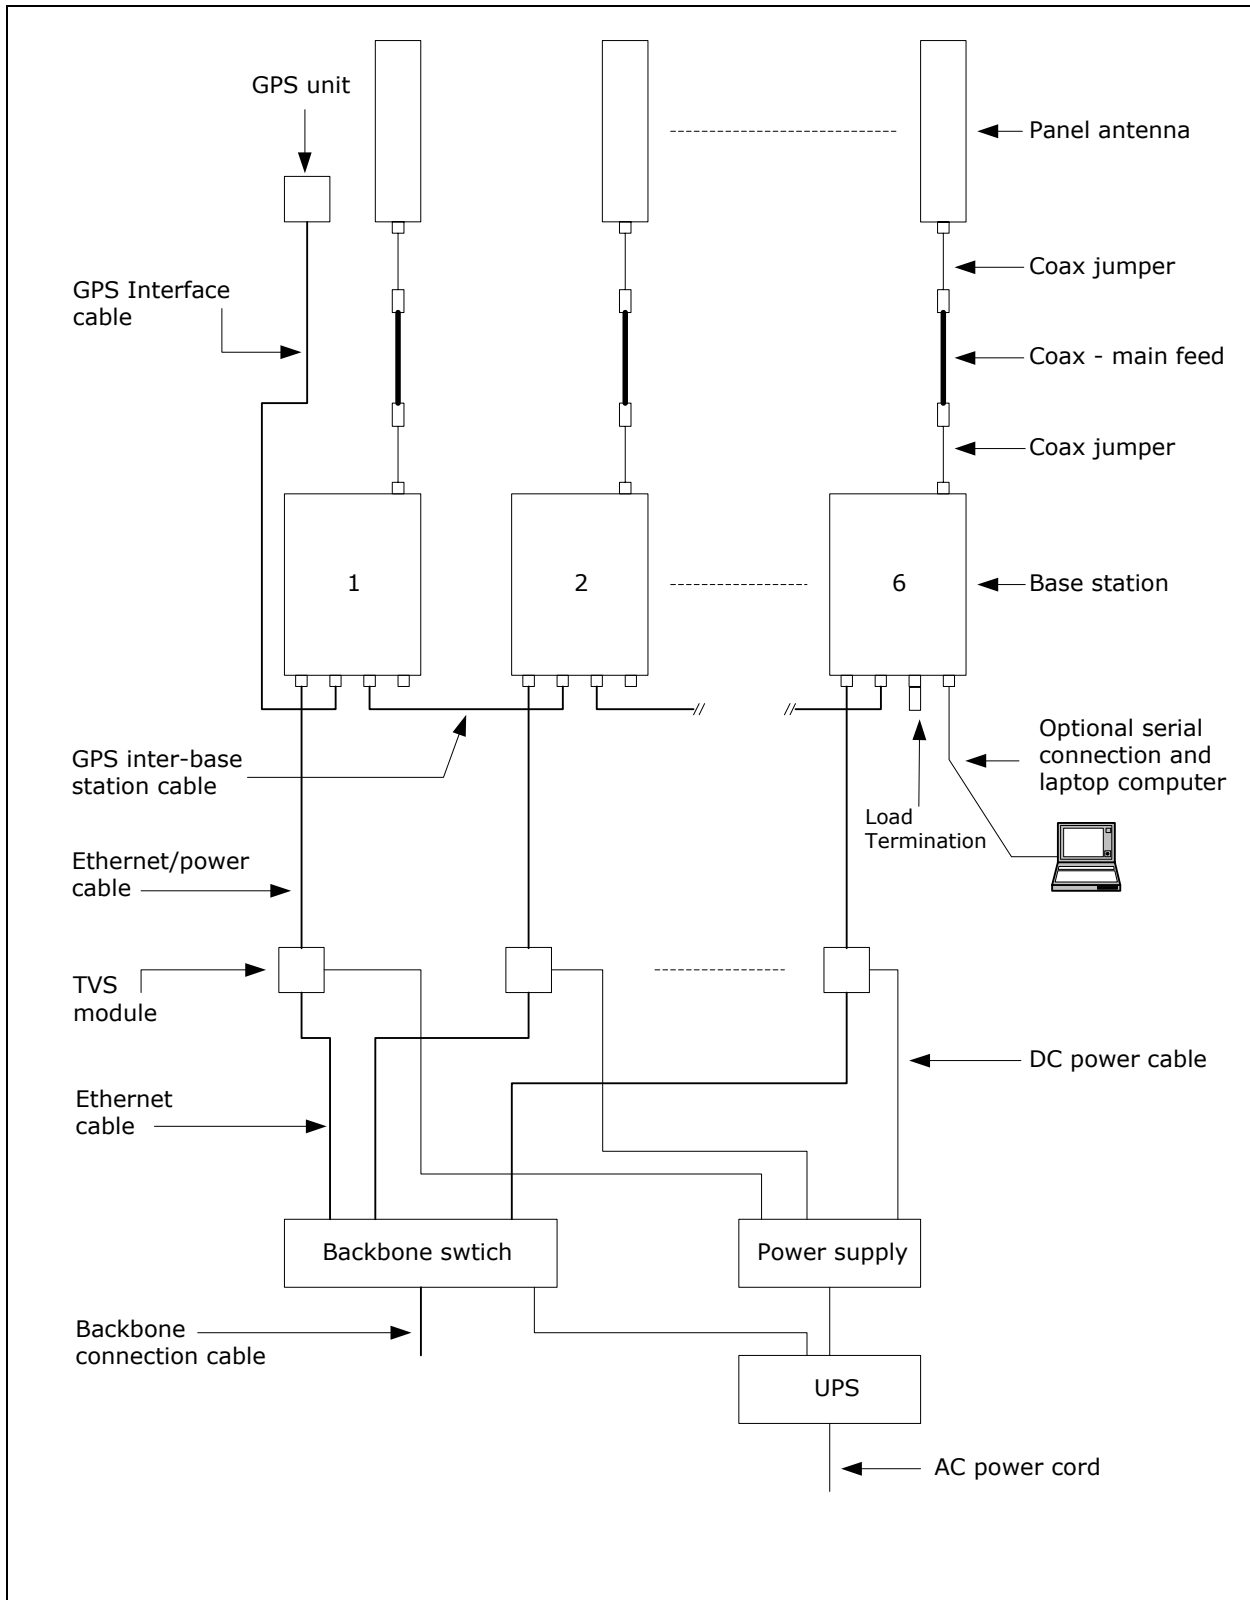 GPS unit
Panel antenna
GPS Interface
cable
Coax jumper
Coax - main feed
Coax jumper
1
2
6
Base station
GPS inter-base
station cable
Optional serial
connection and
laptop computer
Load
Termination
Ethernet/power
cable
TVS
module
DC power cable
Ethernet
cable
Backbone swtich
Power supply
Backbone
connection cable
UPS
AC power cord